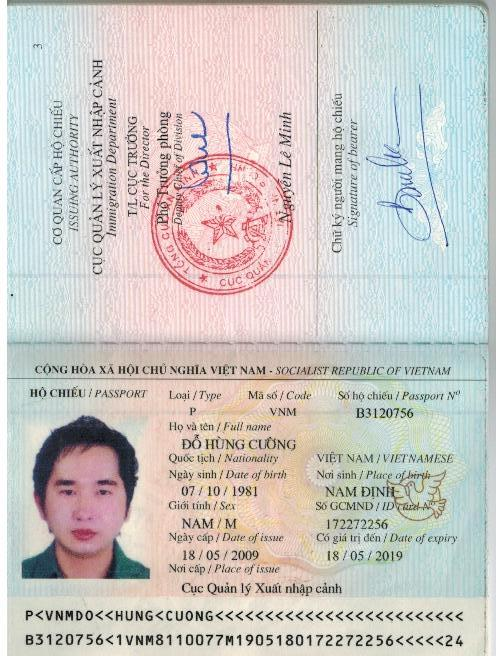 3
CƠ QUAN CẤP HỘ CHIẾU
ISSUING AUTHORITY
CỤC QUẢN LÝ XUẤT NHẬP CẢNH
Immigration Department
T/L CỤC TRƯỞNG
For the Director
Phó Trưởng phòng
Deputy Chief of Division
Nguyễn Lê Minh
CỤC QUẢN
Chữ ký người mang hộ chiếu
Signature of bearer
CỘNG HÒA XÃ HỘI CHỦ NGHĨA VIỆT NAM - SOCIALIST REPUBLIC OF VIETNAM
HỘ CHIẾU / PASSPORT
Loại / Type Mã số / Code Số hộ chiếu / Passport Nº
P VNM B3120756
Họ và tên / Full name
ĐỖ HÙNG CƯỜNG
Quốc tịch / Nationality VIỆT NAM / VIETNAMESE
Ngày sinh / Date of birth Nơi sinh / Place of birth
07 / 10 / 1981 NAM ĐỊNH
Giới tính / Sex Số GCMND / ID card Nº
NAM / M 172272256
Ngày cấp / Date of issue Có giá trị đến / Date of expiry
18 / 05 / 2009 18 / 05 / 2019
Nơi cấp / Place of issue
Cục Quản lý Xuất nhập cảnh
P<VNMDO<<HUNG<CUONG<<<<<<<<<<<<<<<<<<<<<<<<<
B3120756<1VNM8110077M1905180172272256<<<<<24